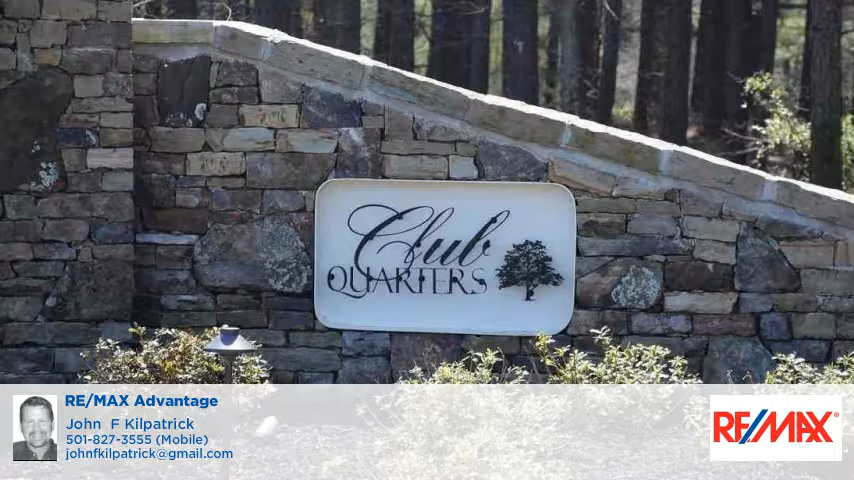 Club
QUARTERS
RE/MAX Advantage
John F Kilpatrick
501-827-3555 (Mobile)
johnfkilpatrick@gmail.com
RE/MAX